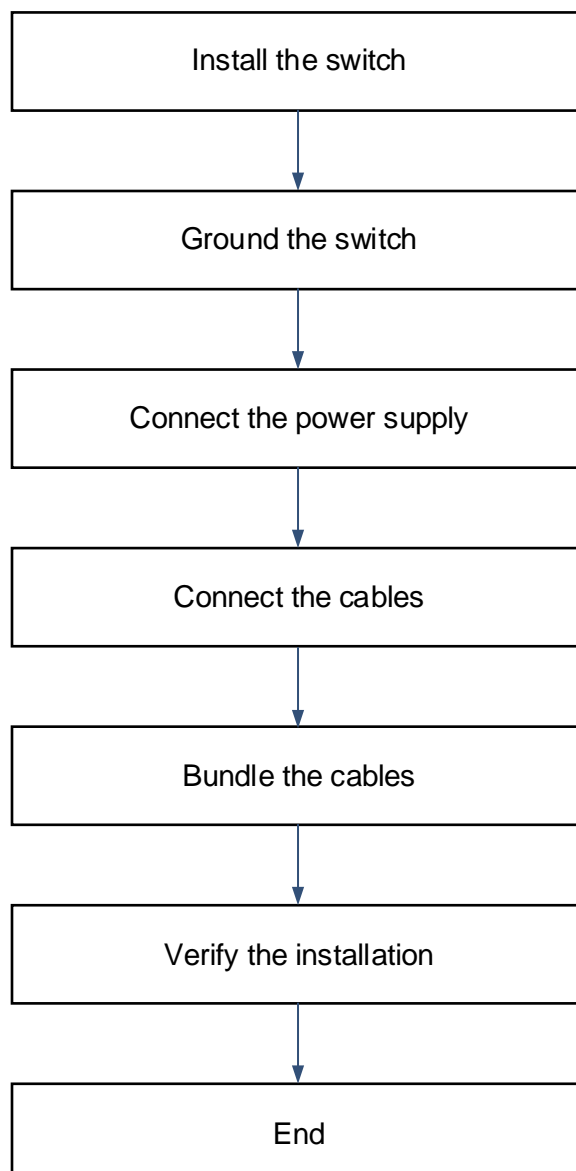 Install the switch
Ground the switch
Connect the power supply
Connect the cables
Bundle the cables
Verify the installation
End